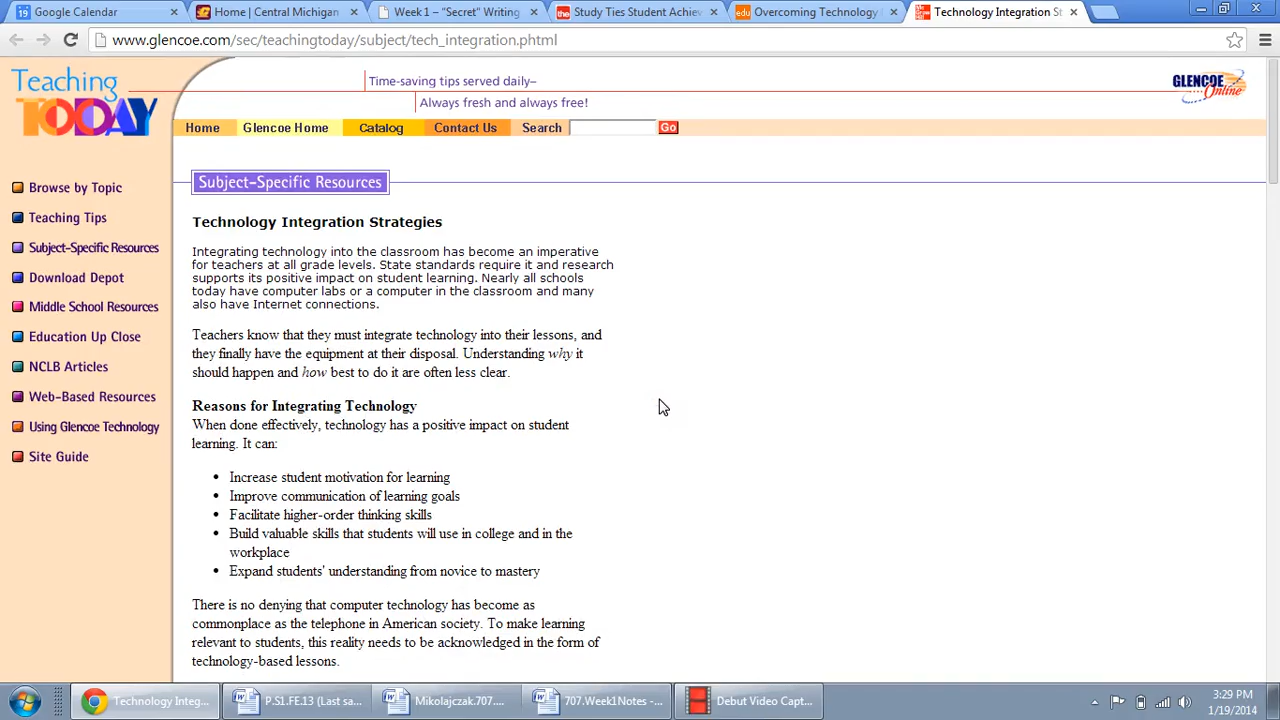 Google Calendar
Home | Central Michigan
Week 1 – "Secret" Writing
Study Ties Student Achiev
Overcoming Technology
Technology Integration St
www.glencoe.com/sec/teachingtoday/subject/tech_integration.phtml
Teaching
TODAY
Time-saving tips served daily–
Always fresh and always free!
GLENCOE
Online
Home
Glencoe Home
Catalog
Contact Us
Search
Go
Browse by Topic
Teaching Tips
Subject-Specific Resources
Download Depot
Middle School Resources
Education Up Close
NCLB Articles
Web-Based Resources
Using Glencoe Technology
Site Guide
Subject-Specific Resources
Technology Integration Strategies
Integrating technology into the classroom has become an imperative
for teachers at all grade levels. State standards require it and research
supports its positive impact on student learning. Nearly all schools
today have computer labs or a computer in the classroom and many
also have Internet connections.
Teachers know that they must integrate technology into their lessons, and
they finally have the equipment at their disposal. Understanding why it
should happen and how best to do it are often less clear.
Reasons for Integrating Technology
When done effectively, technology has a positive impact on student
learning. It can:
• Increase student motivation for learning
• Improve communication of learning goals
• Facilitate higher-order thinking skills
• Build valuable skills that students will use in college and in the
workplace
• Expand students' understanding from novice to mastery
There is no denying that computer technology has become as
commonplace as the telephone in American society. To make learning
relevant to students, this reality needs to be acknowledged in the form of
technology-based lessons.
Technology Integ...
P.S1.FE.13 (Last sa...
Mikolajczak.707....
707.Week1Notes -...
Debut Video Capt...
3:29 PM
1/19/2014